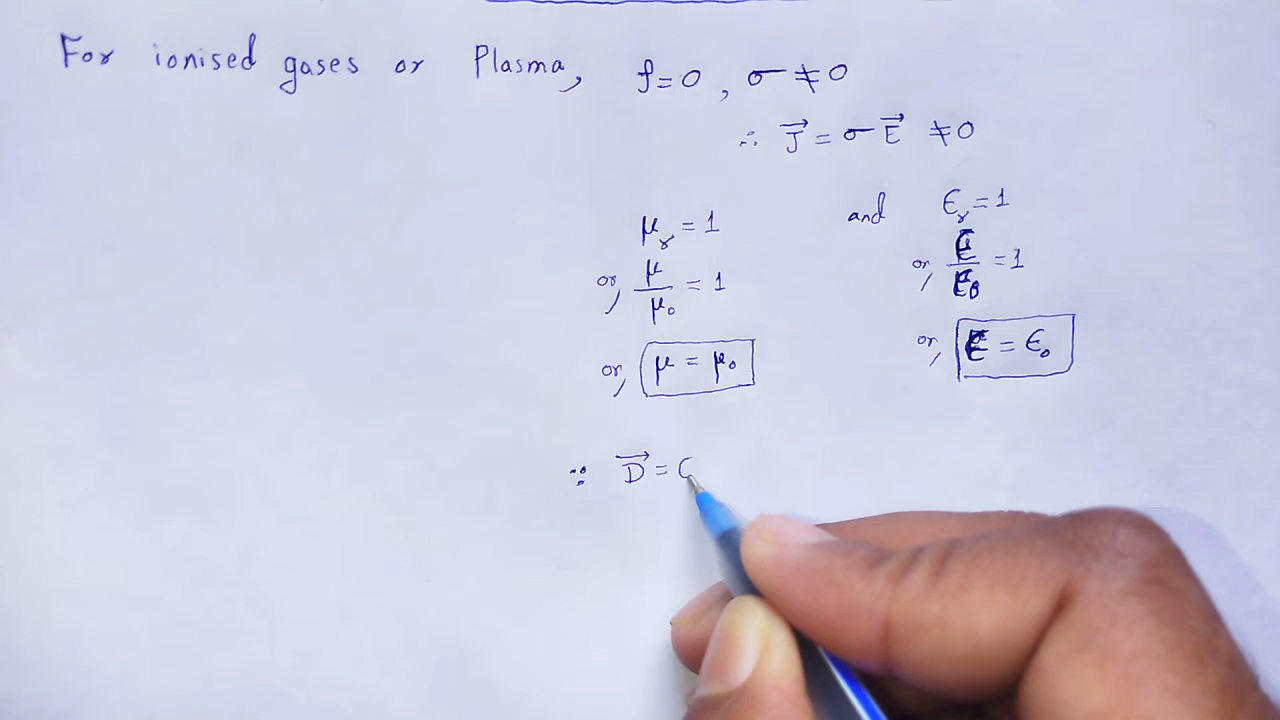 For ionised gases or Plasma, ρ=0, σ≠0
∴ J⃗ = σE⃗ ≠0
μᵣ = 1 and ϵᵣ = 1
or, μ/μ₀ = 1 or, ϵ/ϵ₀ = 1
or, μ = μ₀ or, ϵ = ϵ₀
∵ D⃗ = ϵ